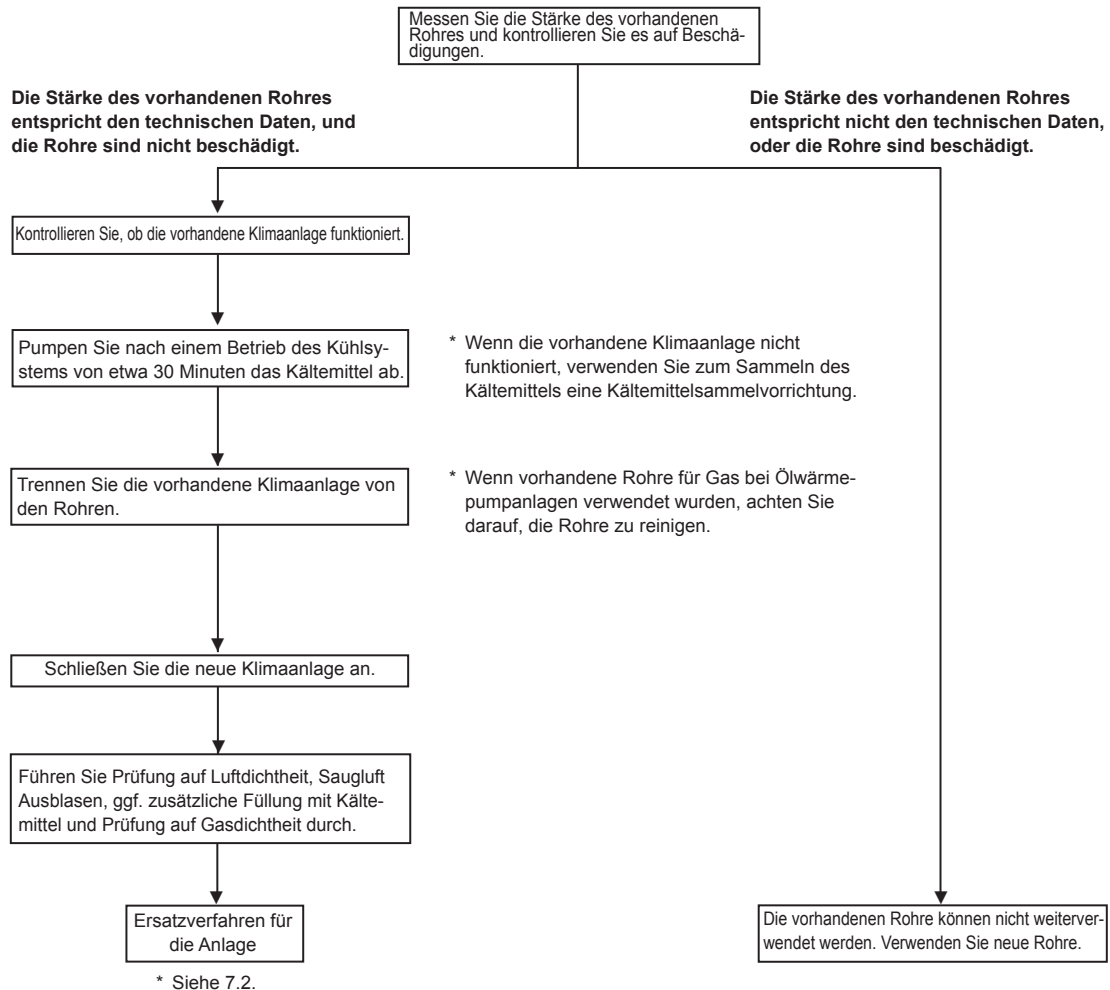 Messen Sie die Stärke des vorhandenen
Rohres und kontrollieren Sie es auf Beschä-
digungen.
Die Stärke des vorhandenen Rohres
entspricht den technischen Daten, und
die Rohre sind nicht beschädigt.
Die Stärke des vorhandenen Rohres
entspricht nicht den technischen Daten,
oder die Rohre sind beschädigt.
Kontrollieren Sie, ob die vorhandene Klimaanlage funktioniert.
Pumpen Sie nach einem Betrieb des Kühlsy-
stems von etwa 30 Minuten das Kältemittel ab.
* Wenn die vorhandene Klimaanlage nicht
funktioniert, verwenden Sie zum Sammeln des
Kältemittels eine Kältemittelsammelvorrichtung.
Trennen Sie die vorhandene Klimaanlage von
den Rohren.
* Wenn vorhandene Rohre für Gas bei Ölwärme-
pumpanlagen verwendet wurden, achten Sie
darauf, die Rohre zu reinigen.
Schließen Sie die neue Klimaanlage an.
Führen Sie Prüfung auf Luftdichtheit, Saugluft
Ausblasen, ggf. zusätzliche Füllung mit Kälte-
mittel und Prüfung auf Gasdichtheit durch.
Ersatzverfahren für
die Anlage
* Siehe 7.2.
Die vorhandenen Rohre können nicht weiterver-
wendet werden. Verwenden Sie neue Rohre.